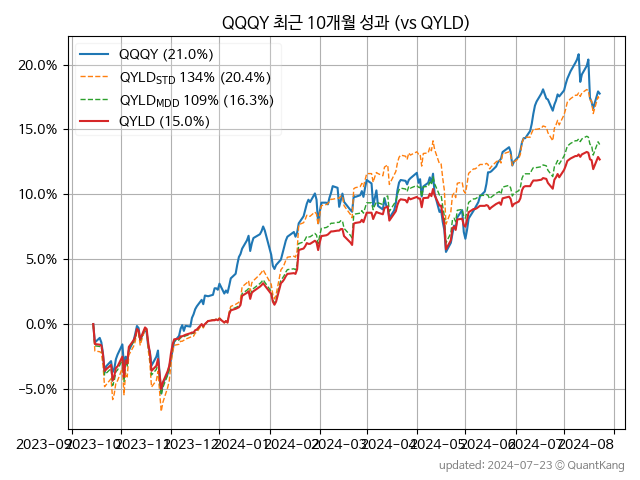 QQQY 최근 10개월 성과 (vs QYLD)
QQQY (21.0%)
QYLDSTD 134% (20.4%)
QYLDMDD 109% (16.3%)
QYLD (15.0%)
20.0%
15.0%
10.0%
5.0%
0.0%
−5.0%
2023-09 2023-10 2023-11 2023-12 2024-01 2024-02 2024-03 2024-04 2024-05 2024-06 2024-07 2024-08
updated: 2024-07-23 © QuantKang